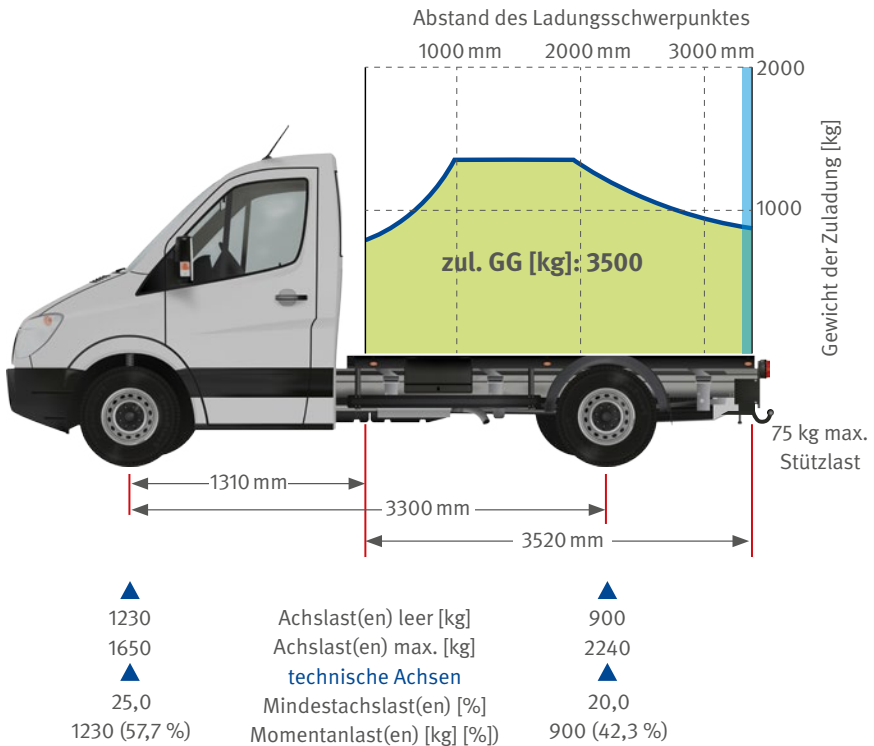 Abstand des Ladungsschwerpunktes
1000 mm 2000 mm 3000 mm
2000
1000
Gewicht der Zuladung [kg]
zul. GG [kg]: 3500
75 kg max.
Stützlast
1310 mm
3300 mm
3520 mm
1230 Achslast(en) leer [kg] 900
1650 Achslast(en) max. [kg] 2240
technische Achsen
25,0 Mindestachslast(en) [%] 20,0
1230 (57,7 %) Momentanlast(en) [kg] [%]) 900 (42,3 %)